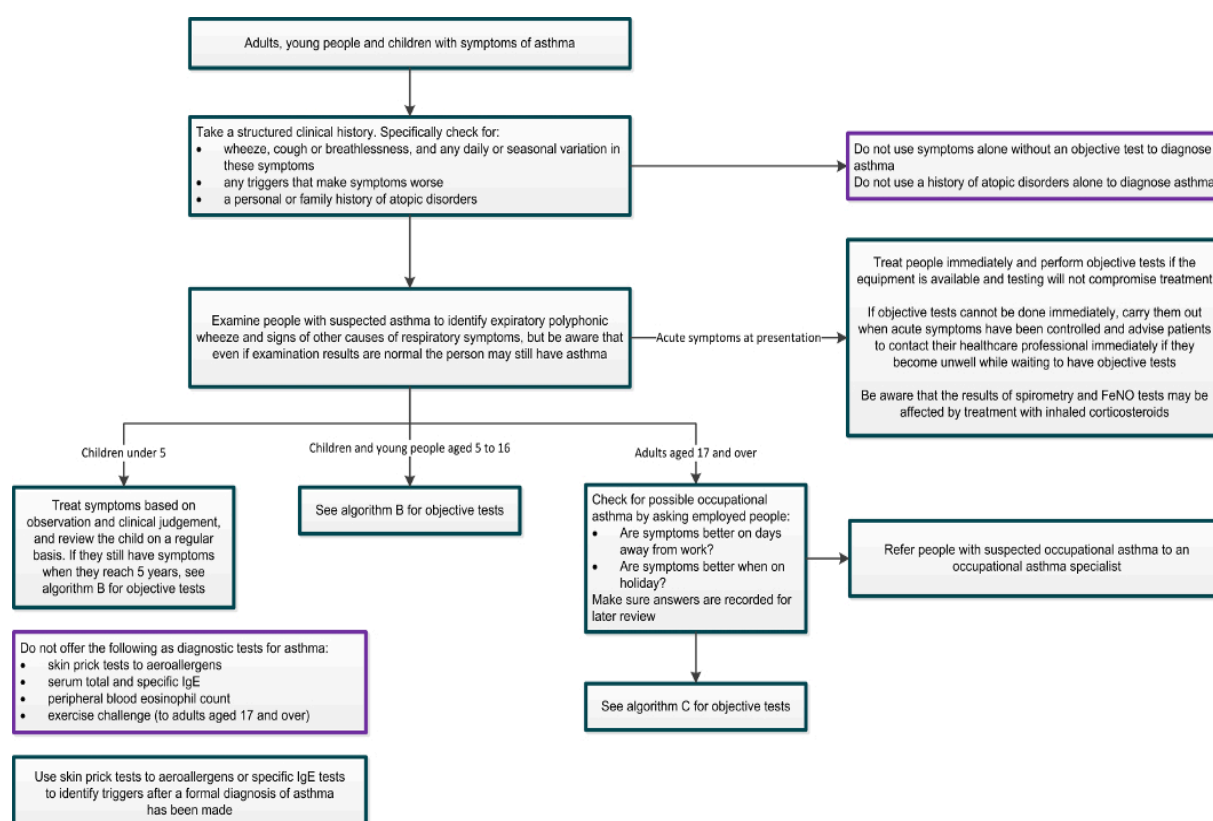 Adults, young people and children with symptoms of asthma
Take a structured clinical history. Specifically check for:
• wheeze, cough or breathlessness, and any daily or seasonal variation in
these symptoms
• any triggers that make symptoms worse
• a personal or family history of atopic disorders
Do not use symptoms alone without an objective test to diagnose
asthma
Do not use a history of atopic disorders alone to diagnose asthma
Examine people with suspected asthma to identify expiratory polyphonic
wheeze and signs of other causes of respiratory symptoms, but be aware that
even if examination results are normal the person may still have asthma
Acute symptoms at presentation
Treat people immediately and perform objective tests if the
equipment is available and testing will not compromise treatment
If objective tests cannot be done immediately, carry them out
when acute symptoms have been controlled and advise patients
to contact their healthcare professional immediately if they
become unwell while waiting to have objective tests
Be aware that the results of spirometry and FeNO tests may be
affected by treatment with inhaled corticosteroids
Children under 5
Children and young people aged 5 to 16
Adults aged 17 and over
Treat symptoms based on
observation and clinical judgement,
and review the child on a regular
basis. If they still have symptoms
when they reach 5 years, see
algorithm B for objective tests
See algorithm B for objective tests
Check for possible occupational
asthma by asking employed people:
• Are symptoms better on days
away from work?
• Are symptoms better when on
holiday?
Make sure answers are recorded for
later review
Refer people with suspected occupational asthma to an
occupational asthma specialist
Do not offer the following as diagnostic tests for asthma:
• skin prick tests to aeroallergens
• serum total and specific IgE
• peripheral blood eosinophil count
• exercise challenge (to adults aged 17 and over)
See algorithm C for objective tests
Use skin prick tests to aeroallergens or specific IgE tests
to identify triggers after a formal diagnosis of asthma
has been made